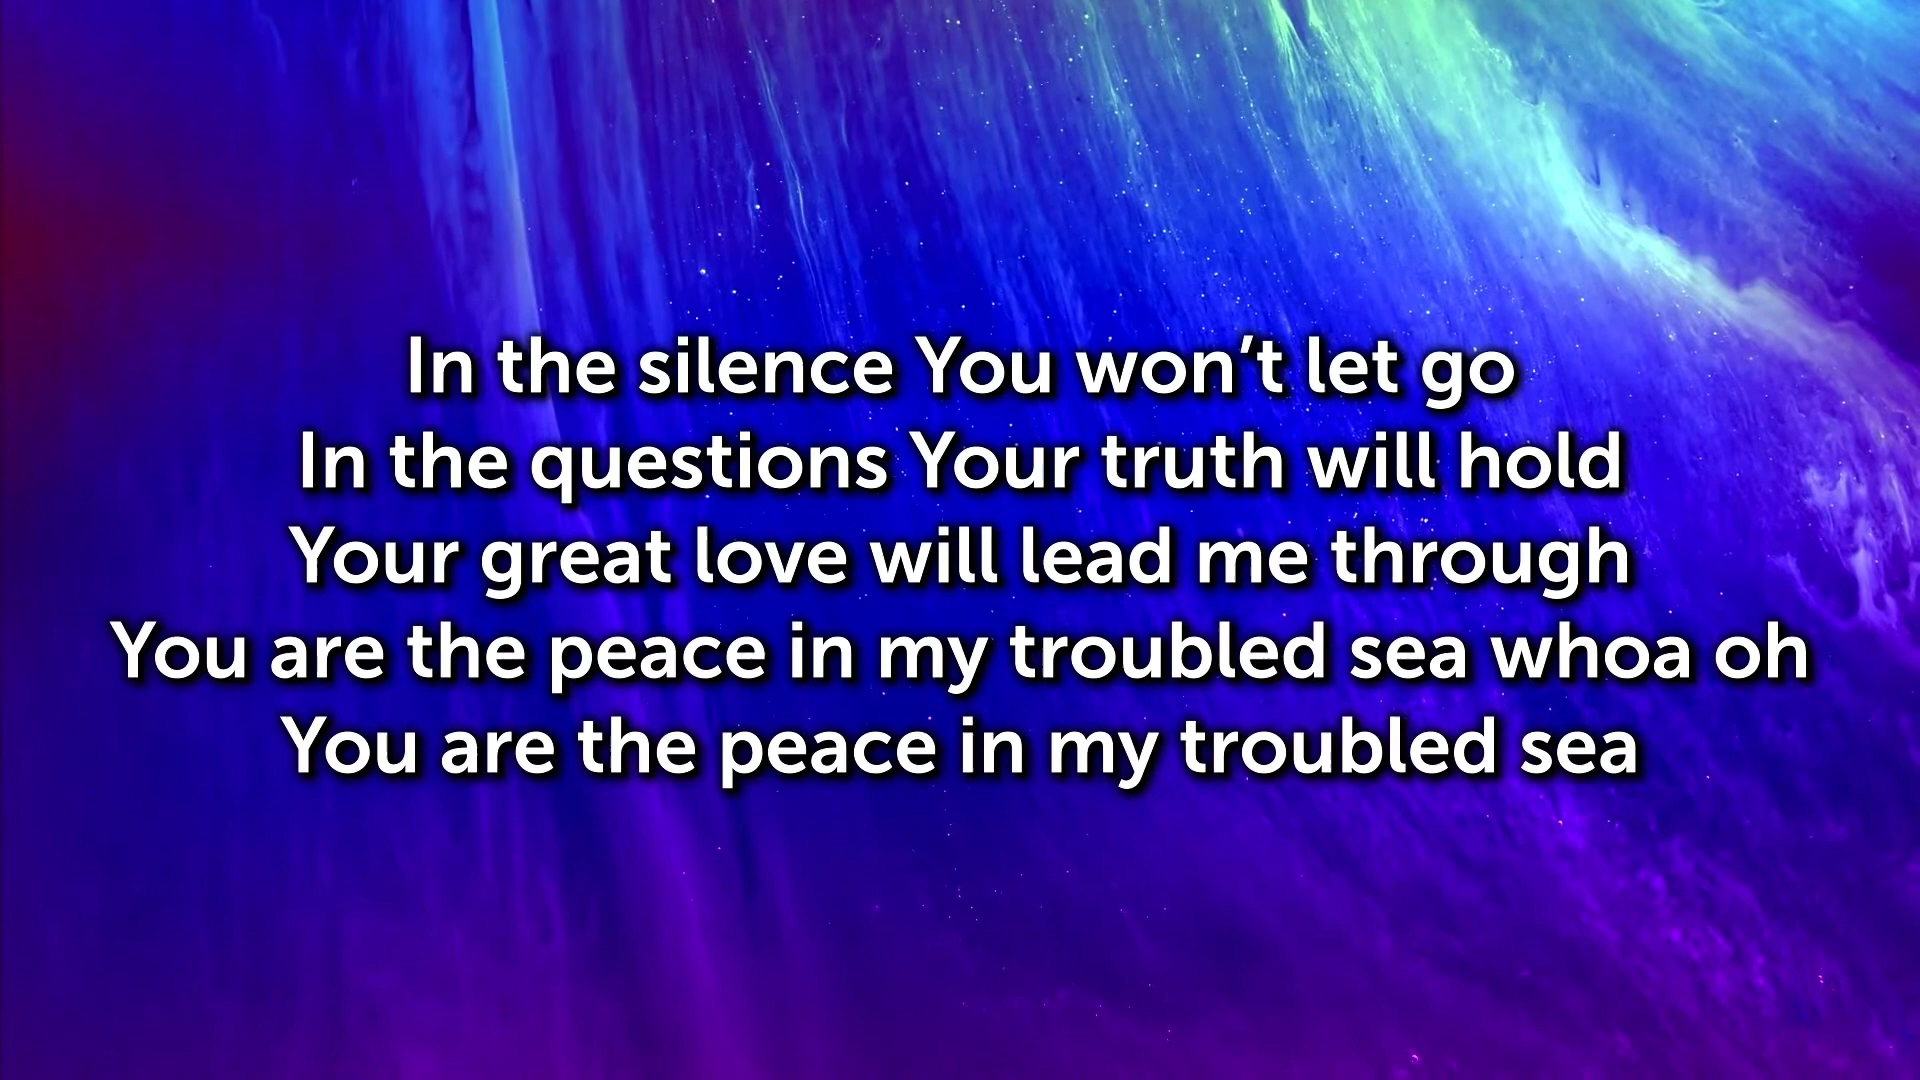 In the silence You won’t let go
In the questions Your truth will hold
Your great love will lead me through
You are the peace in my troubled sea whoa oh
You are the peace in my troubled sea